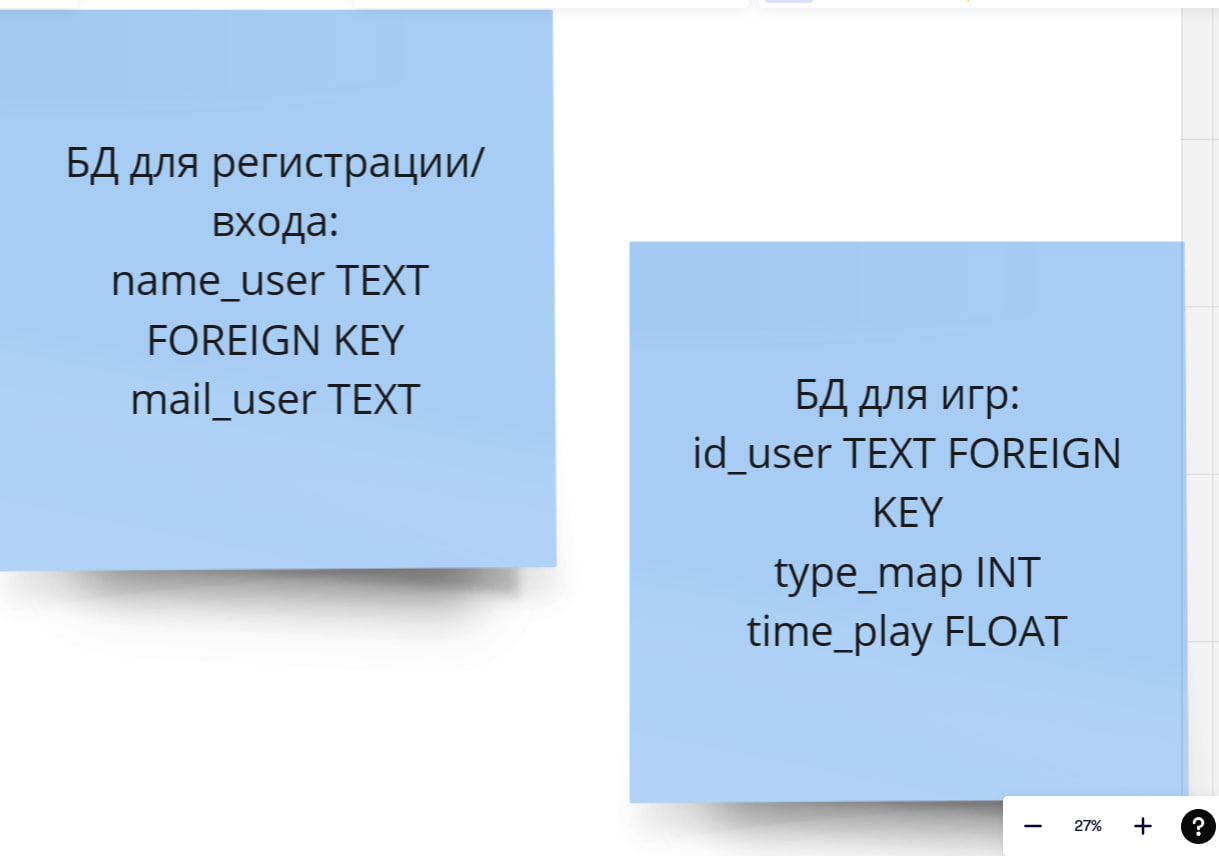 БД для регистрации/
входа:
name_user TEXT
FOREIGN KEY
mail_user TEXT
БД для игр:
id_user TEXT FOREIGN
KEY
type_map INT
time_play FLOAT
27%
?